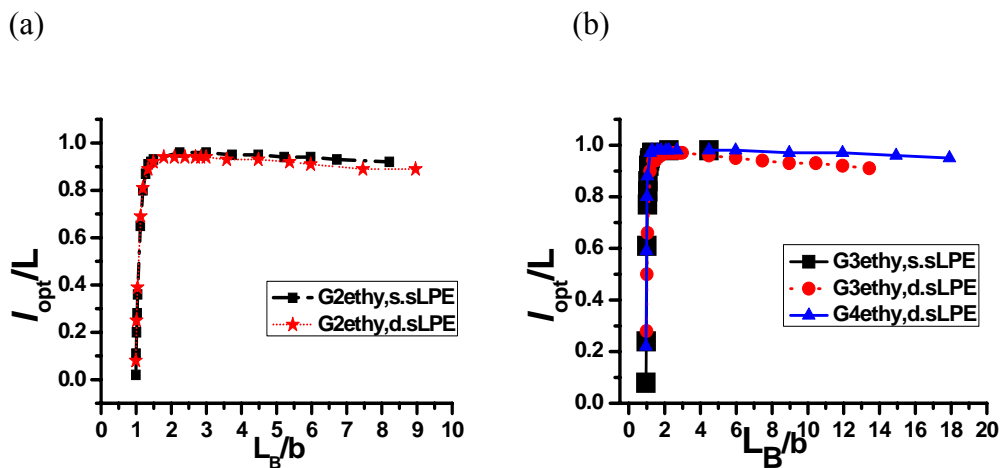 (a)
(b)
l_opt/L
1.0
0.8
0.6
0.4
0.2
0.0
G2ethy,s.sLPE
G2ethy,d.sLPE
0 1 2 3 4 5 6 7 8 9 10
L_B/b
l_opt/L
1.0
0.8
0.6
0.4
0.2
0.0
G3ethy,s.sLPE
G3ethy,d.sLPE
G4ethy,d.sLPE
0 2 4 6 8 10 12 14 16 18 20
L_B/b